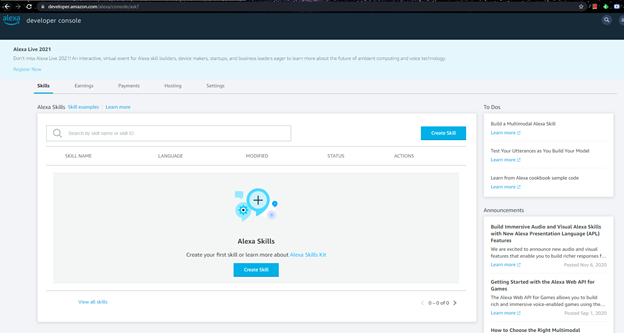 developer.amazon.com/alexa/console/ask?
alexa developer console
Alexa Live 2021
Don't miss Alexa Live 2021! An interactive, virtual event for Alexa skill builders, device makers, startups, and business leaders eager to learn more about the future of ambient computing and voice technology.
Register Now
Skills Earnings Payments Hosting Settings
Alexa Skills Skill examples Learn more
Search by skill name or skill ID
Create Skill
SKILL NAME LANGUAGE MODIFIED STATUS ACTIONS
Alexa Skills
Create your first skill or learn more about Alexa Skills Kit
Create Skill
View all skills
0 – 0 of 0
To Dos
Build a Multimodal Alexa Skill
Learn more
Test Your Utterances as You Build Your Model
Learn more
Learn from Alexa cookbook sample code
Learn more
Announcements
Build Immersive Audio and Visual Alexa Skills
with New Alexa Presentation Language (APL)
Features
We are excited to announce new audio and visual
features that enable you to build richer responses f...
Learn more Posted Nov 6, 2020
Getting Started with the Alexa Web API for
Games
The Alexa Web API for Games allows you to build
rich and immersive voice-enabled games using the...
Learn more Posted Sep 1, 2020
How to Choose the Right Multimodal